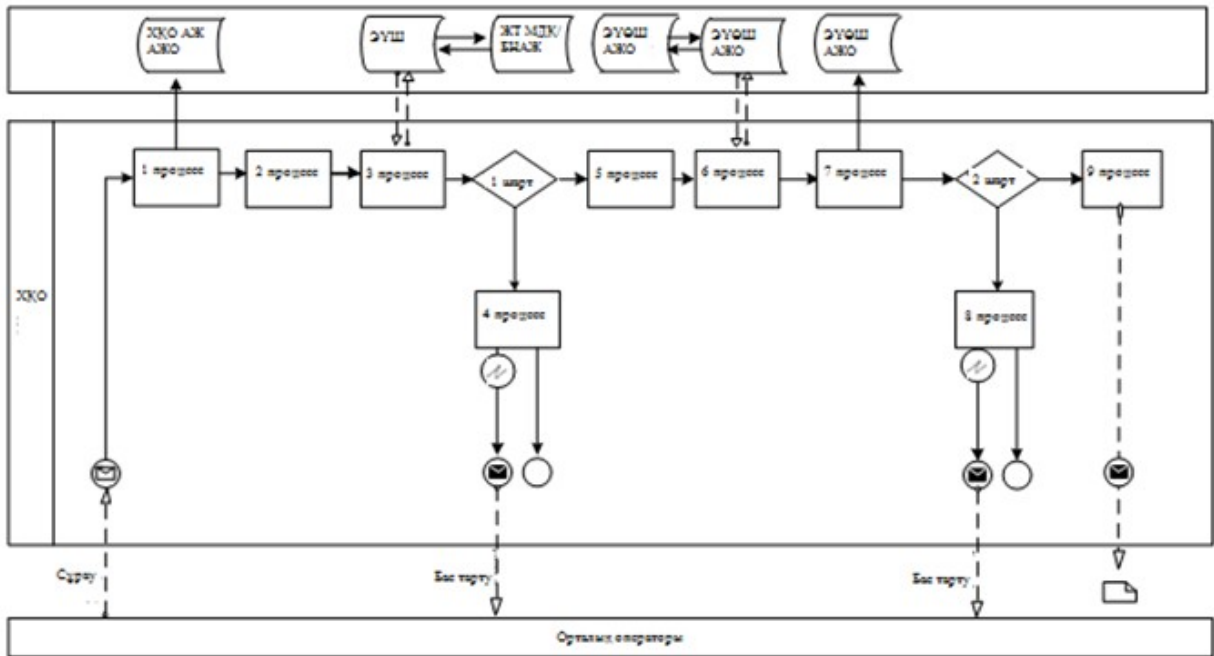 ХҚО АЖ
АЖО
ЭҮШ
ЖТ МДҚ/
БНАЖ
ЭҮӨШ
АЖО
ЭҮӨШ
АЖО
ЭҮӨШ
АЖО
1 процесс
2 процесс
3 процесс
1 шарт
5 процесс
6 процесс
7 процесс
2 шарт
9 процесс
ХҚО
4 процесс
8 процесс
Сұрау
Бас тарту
Бас тарту
Орталық операторы